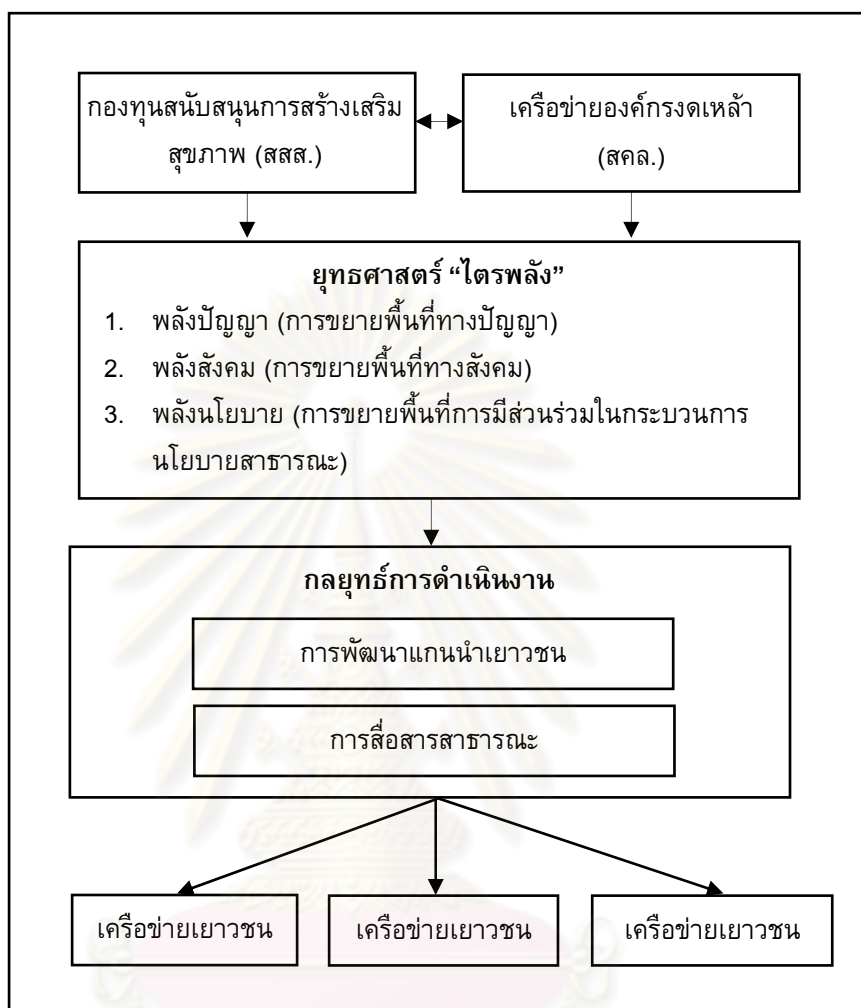 กองทุนสนับสนุนการสร้างเสริม
สุขภาพ (สสส.)
เครือข่ายองค์กรงดเหล้า
(สคล.)
ยุทธศาสตร์ “ไตรพลัง”
1. พลังปัญญา (การขยายพื้นที่ทางปัญญา)
2. พลังสังคม (การขยายพื้นที่ทางสังคม)
3. พลังนโยบาย (การขยายพื้นที่การมีส่วนร่วมในกระบวนการ
นโยบายสาธารณะ)
กลยุทธ์การดำเนินงาน
การพัฒนาแกนนำเยาวชน
การสื่อสารสาธารณะ
เครือข่ายเยาวชน
เครือข่ายเยาวชน
เครือข่ายเยาวชน